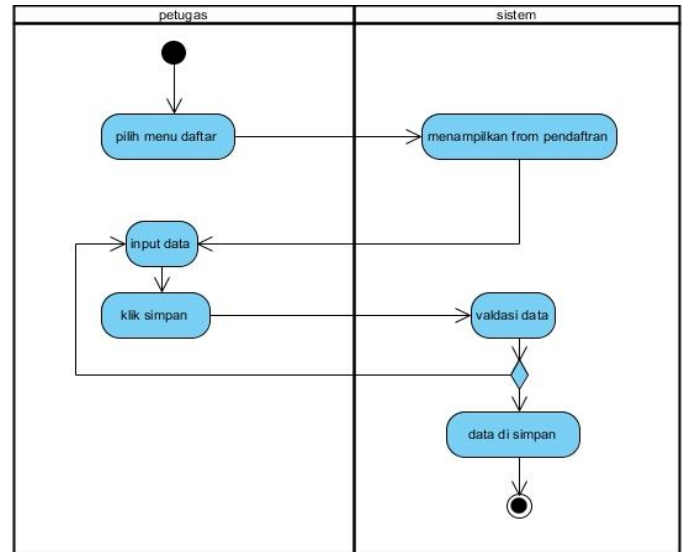 petugas
sistem
pilih menu daftar
menampilkan from pendaftran
input data
klik simpan
valdasi data
data di simpan